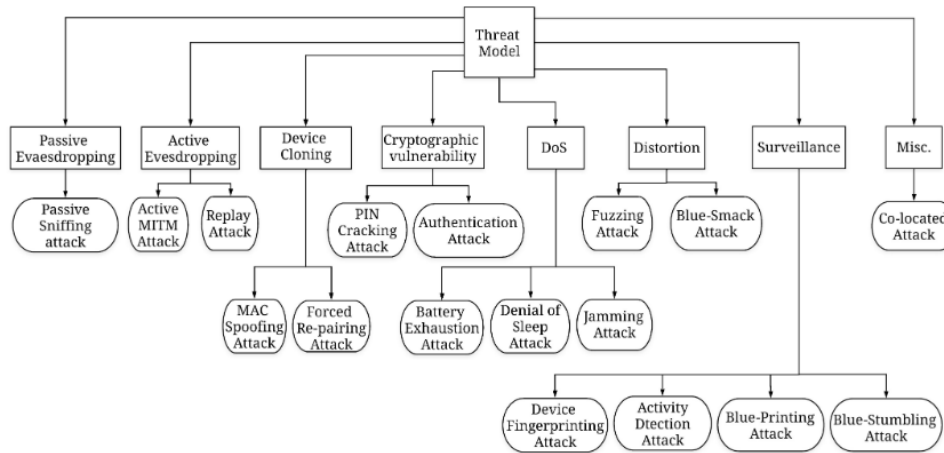 Threat
Model
Passive
Evaesdropping
Active
Evesdropping
Device
Cloning
Cryptographic
vulnerability
DoS
Distortion
Surveillance
Misc.
Passive
Sniffing
attack
Active
MITM
Attack
Replay
Attack
PIN
Cracking
Attack
Authentication
Attack
Fuzzing
Attack
Blue-Smack
Attack
Co-located
Attack
MAC
Spoofing
Attack
Forced
Re-pairing
Attack
Battery
Exhaustion
Attack
Denial of
Sleep
Attack
Jamming
Attack
Device
Fingerprinting
Attack
Activity
Dtection
Attack
Blue-Printing
Attack
Blue-Stumbling
Attack